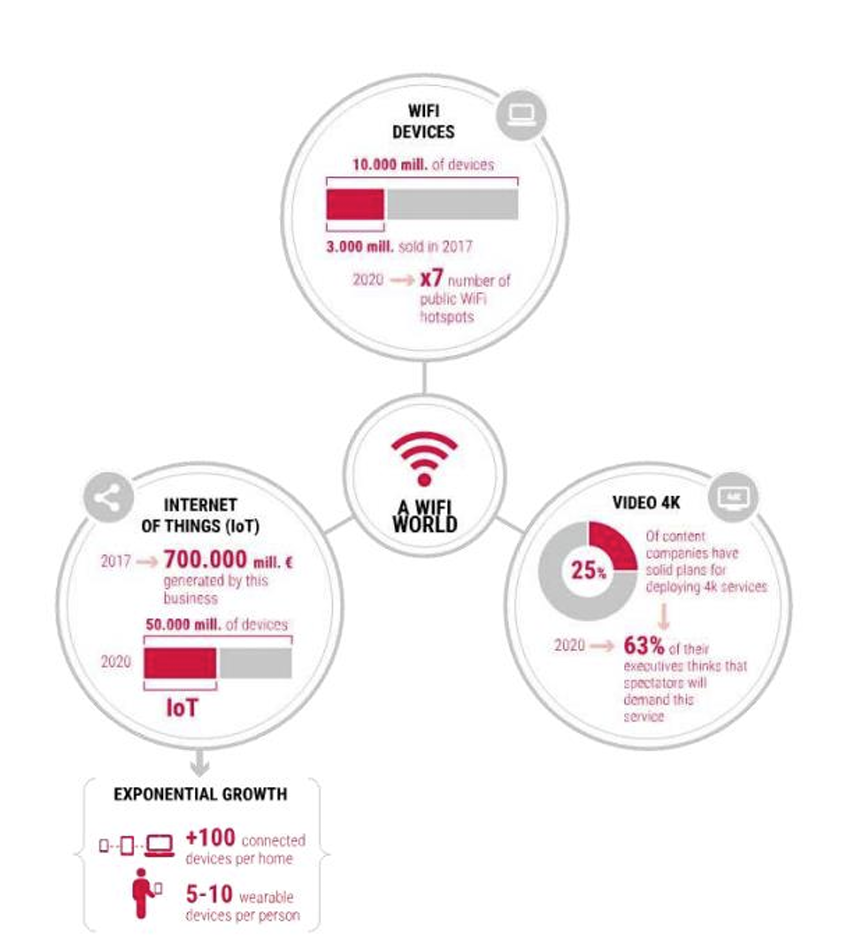 WIFI
DEVICES
10.000 mill. of devices
3.000 mill. sold in 2017
2020 x7 number of
public WiFi
hotspots
A WIFI
WORLD
INTERNET
OF THINGS (IoT)
2017 700.000 mill. €
generated by this
business
50.000 mill. of devices
2020
IoT
VIDEO 4K
4K
25%
Of content
companies have
solid plans for
deploying 4k services
2020 63% of their
executives thinks that
spectators will
demand this
service
EXPONENTIAL GROWTH
+100 connected
devices per home
5-10 wearable
devices per person